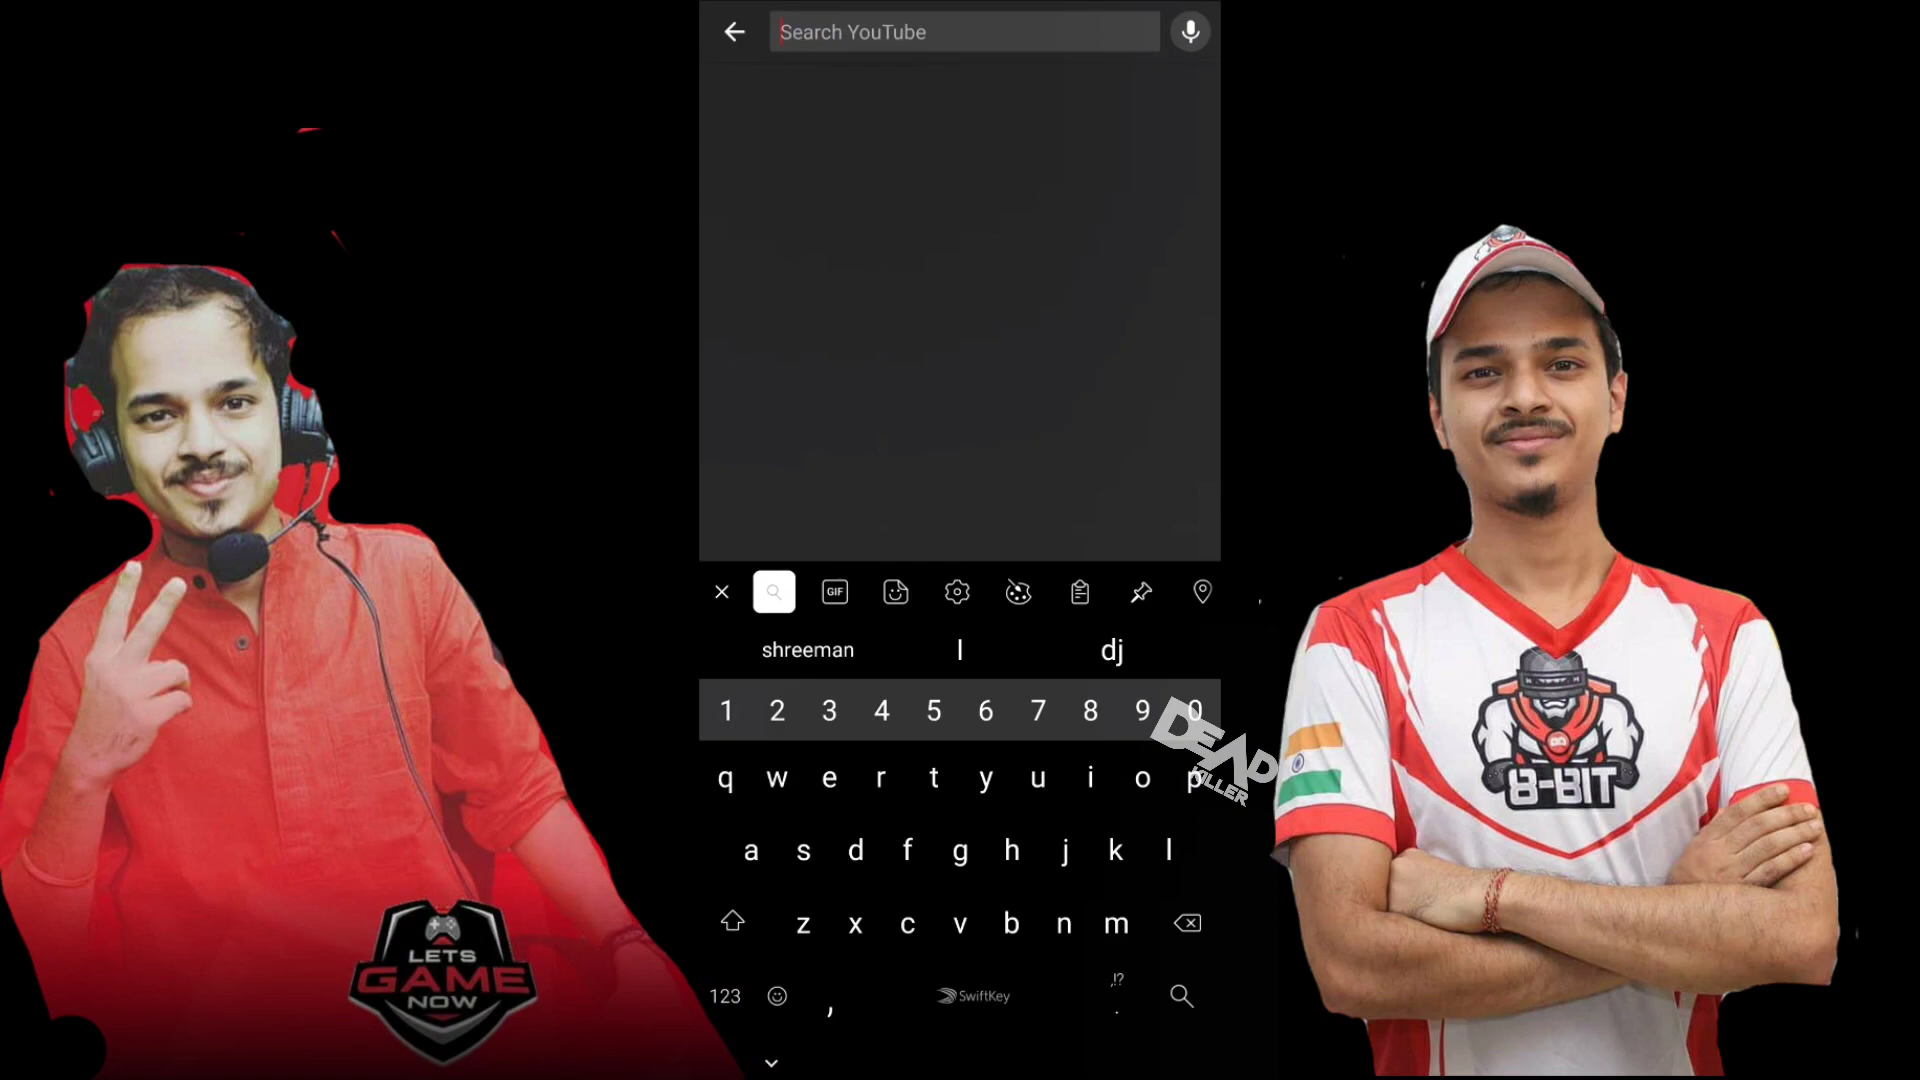 Search YouTube
GIF
shreeman l dj
1 2 3 4 5 6 7 8 9 0
q w e r t y u i o p
a s d f g h j k l
z x c v b n m
,!?
123 , SwiftKey .
DEAD
KILLER
LETS
GAME
NOW
8-BIT